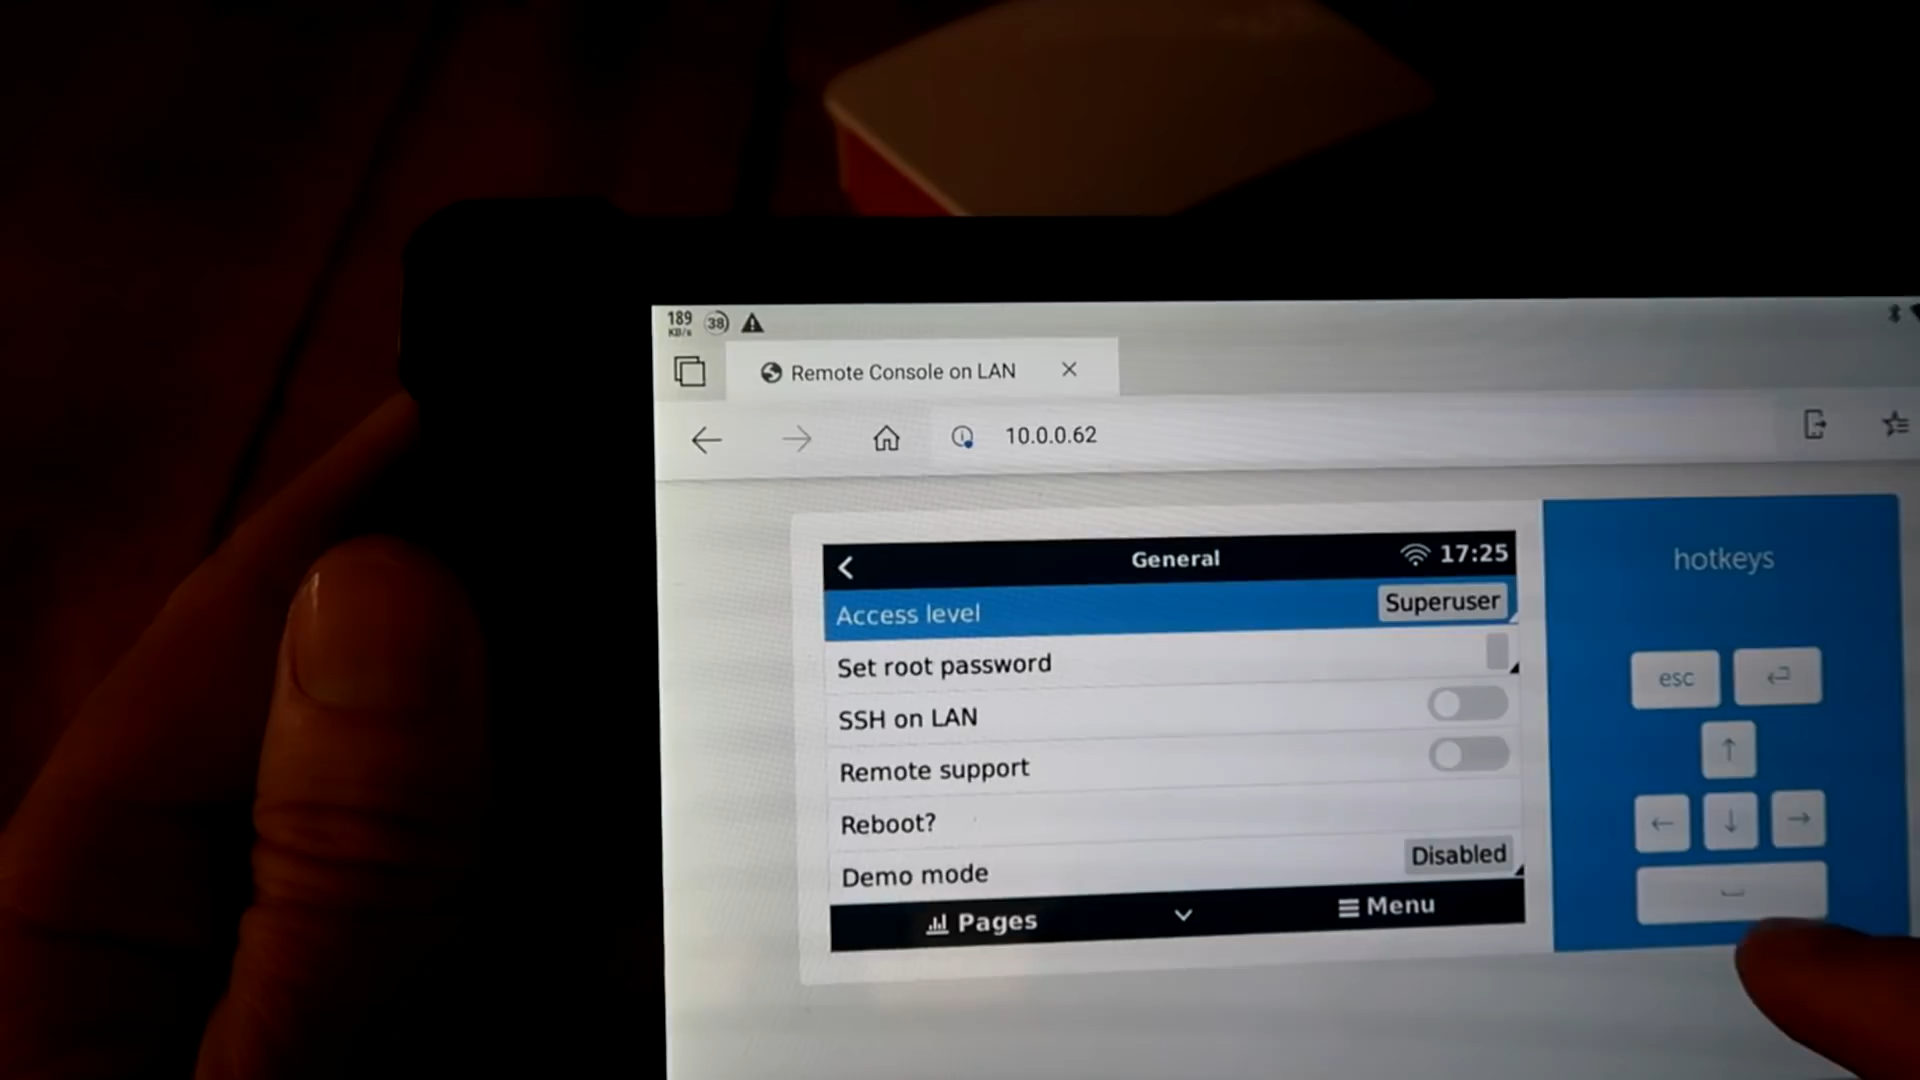 189
KB/s
38
Remote Console on LAN
10.0.0.62
General
17:25
Access level
Superuser
Set root password
SSH on LAN
Remote support
Reboot?
Demo mode
Disabled
Pages
Menu
hotkeys
esc